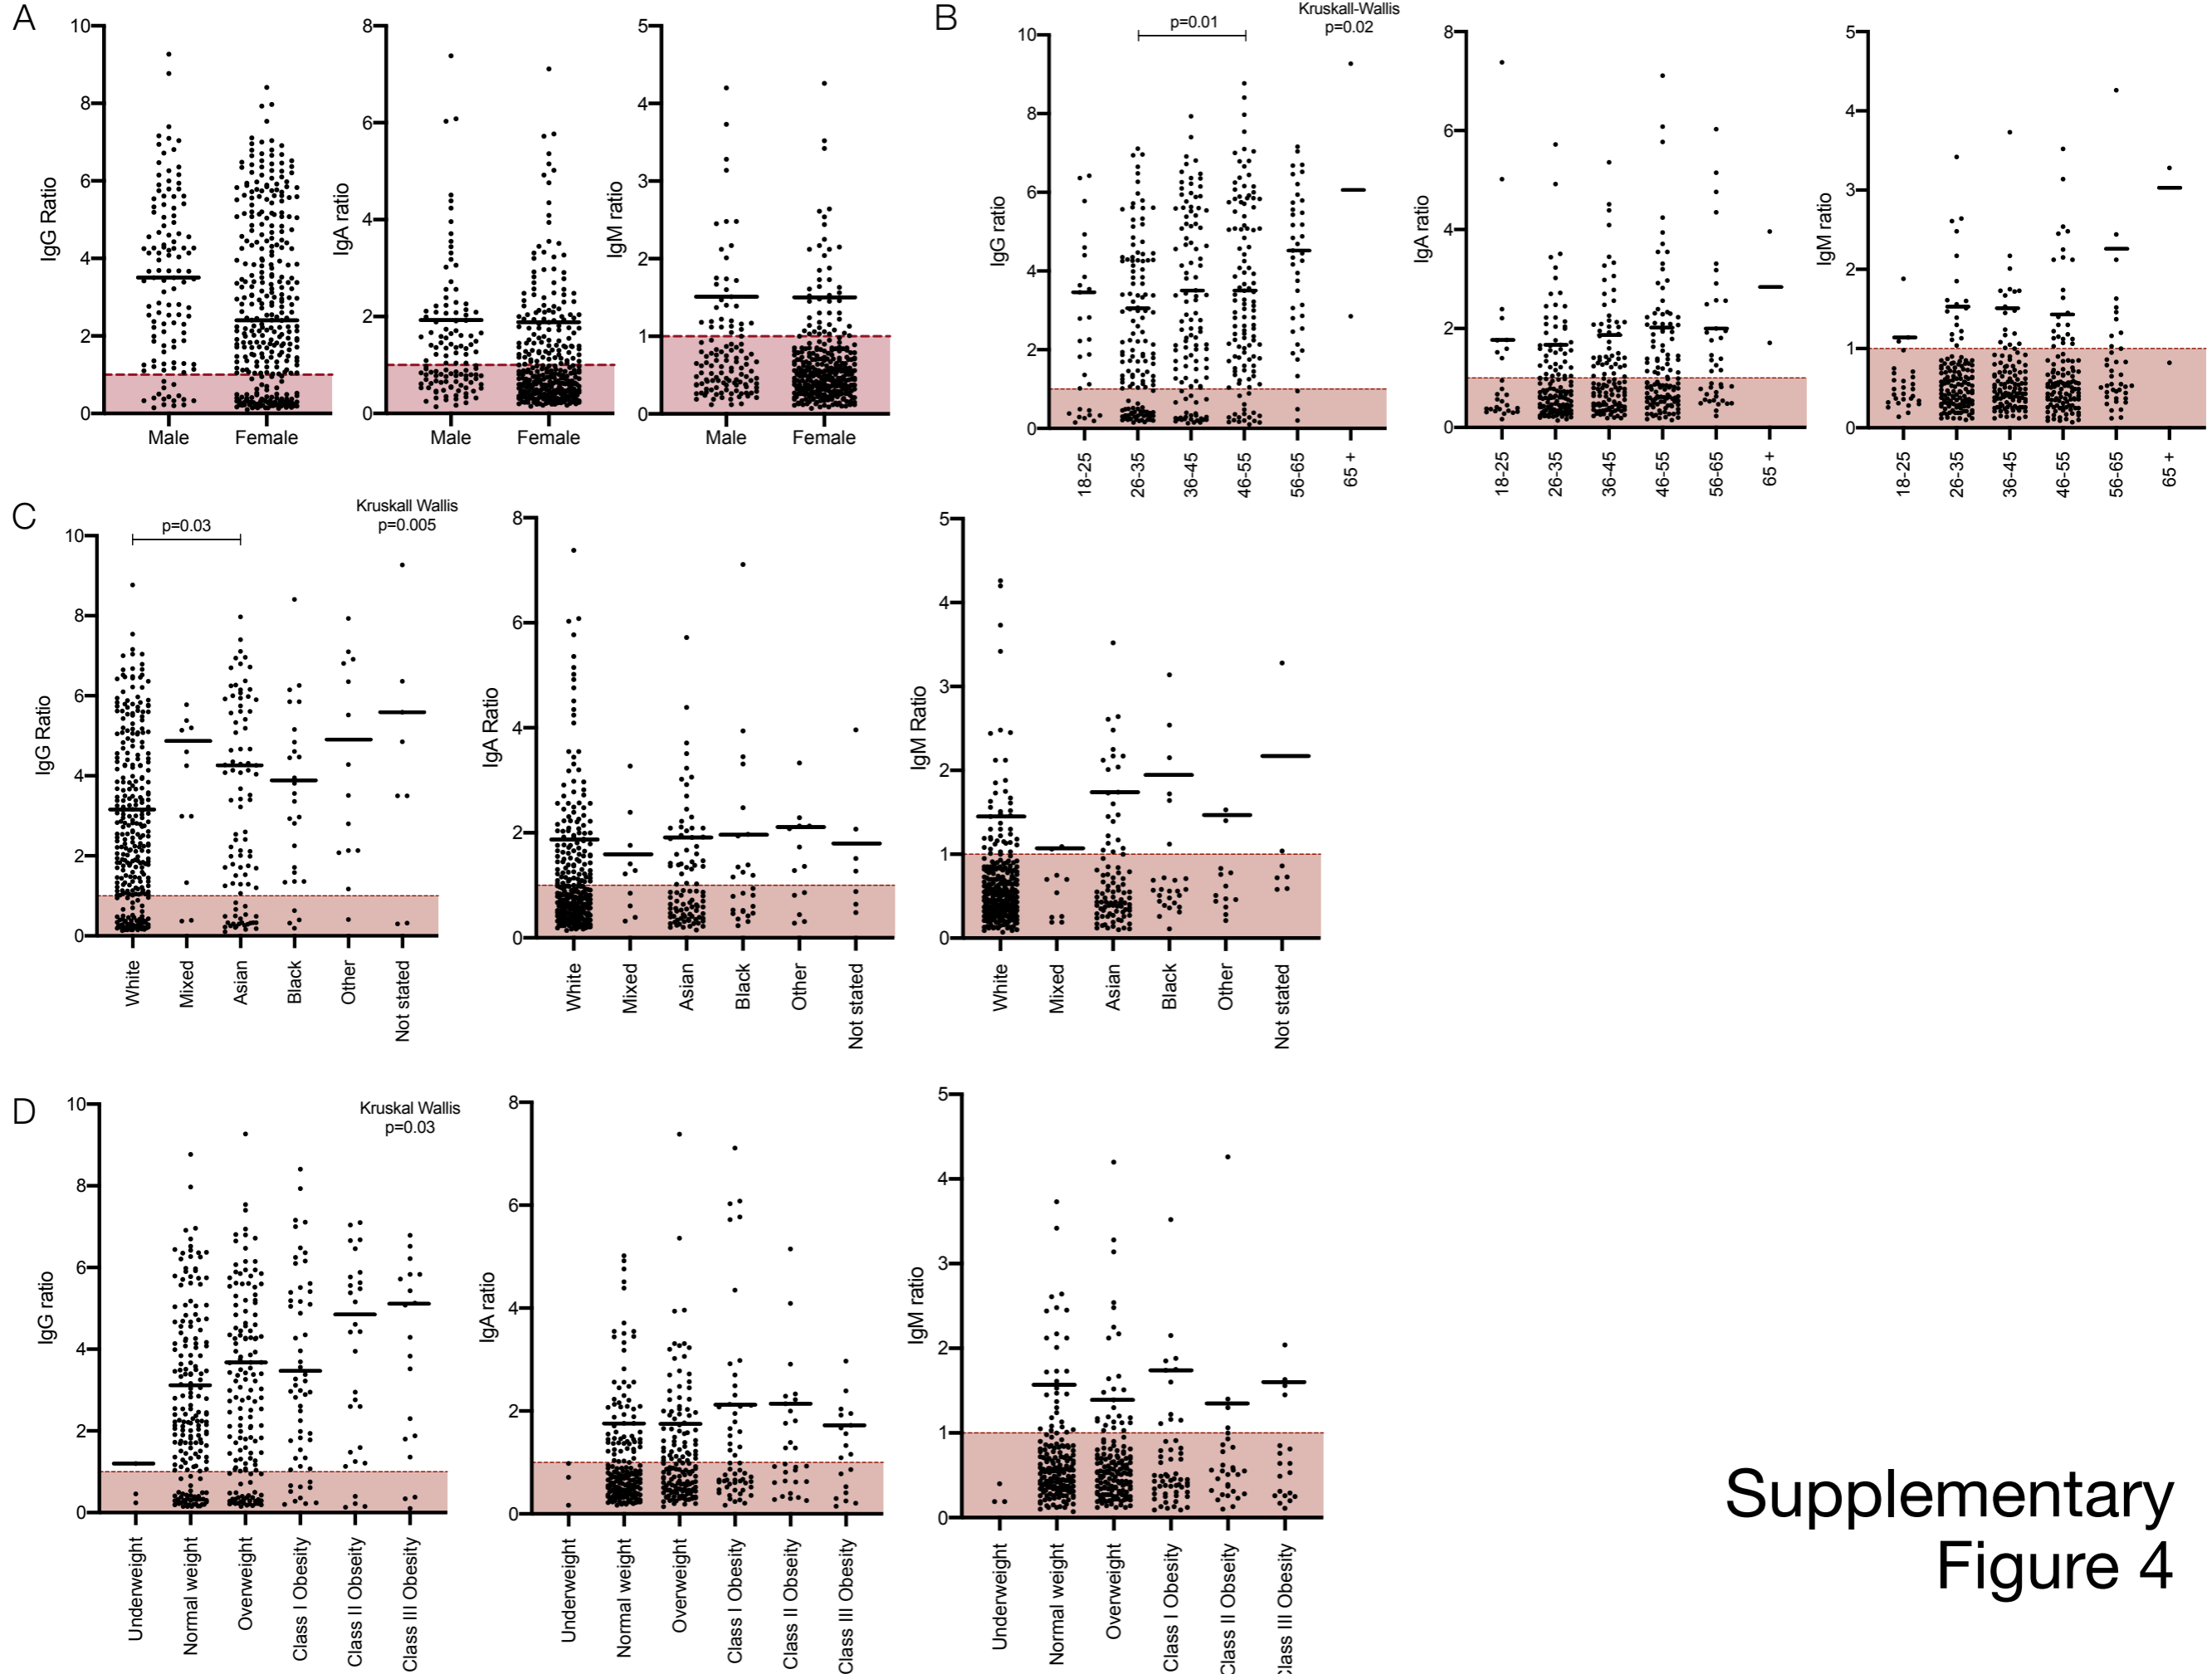 A
10
8
6
4
2
0
IgG Ratio
Male
Female
8
6
4
2
0
IgA ratio
Male
Female
5
4
3
2
1
0
IgM ratio
Male
Female
B
p=0.01
Kruskall-Wallis
p=0.02
10
8
6
4
2
0
IgG ratio
18-25
26-35
36-45
46-55
56-65
65 +
8
6
4
2
0
IgA ratio
18-25
26-35
36-45
46-55
56-65
65 +
5
4
3
2
1
0
IgM ratio
18-25
26-35
36-45
46-55
56-65
65 +
C
p=0.03
Kruskall Wallis
p=0.005
10
8
6
4
2
0
IgG Ratio
White
Mixed
Asian
Black
Other
Not stated
8
6
4
2
0
IgA Ratio
White
Mixed
Asian
Black
Other
Not stated
5
4
3
2
1
0
IgM Ratio
White
Mixed
Asian
Black
Other
Not stated
D
Kruskal Wallis
p=0.03
10
8
6
4
2
0
IgG ratio
Underweight
Normal weight
Overweight
Class I Obesity
Class II Obseity
Class III Obesity
8
6
4
2
0
IgA ratio
Underweight
Normal weight
Overweight
Class I Obesity
Class II Obseity
Class III Obesity
5
4
3
2
1
0
IgM ratio
Underweight
Normal weight
Overweight
Class I Obesity
Class II Obseity
Class III Obesity
Supplementary
Figure 4